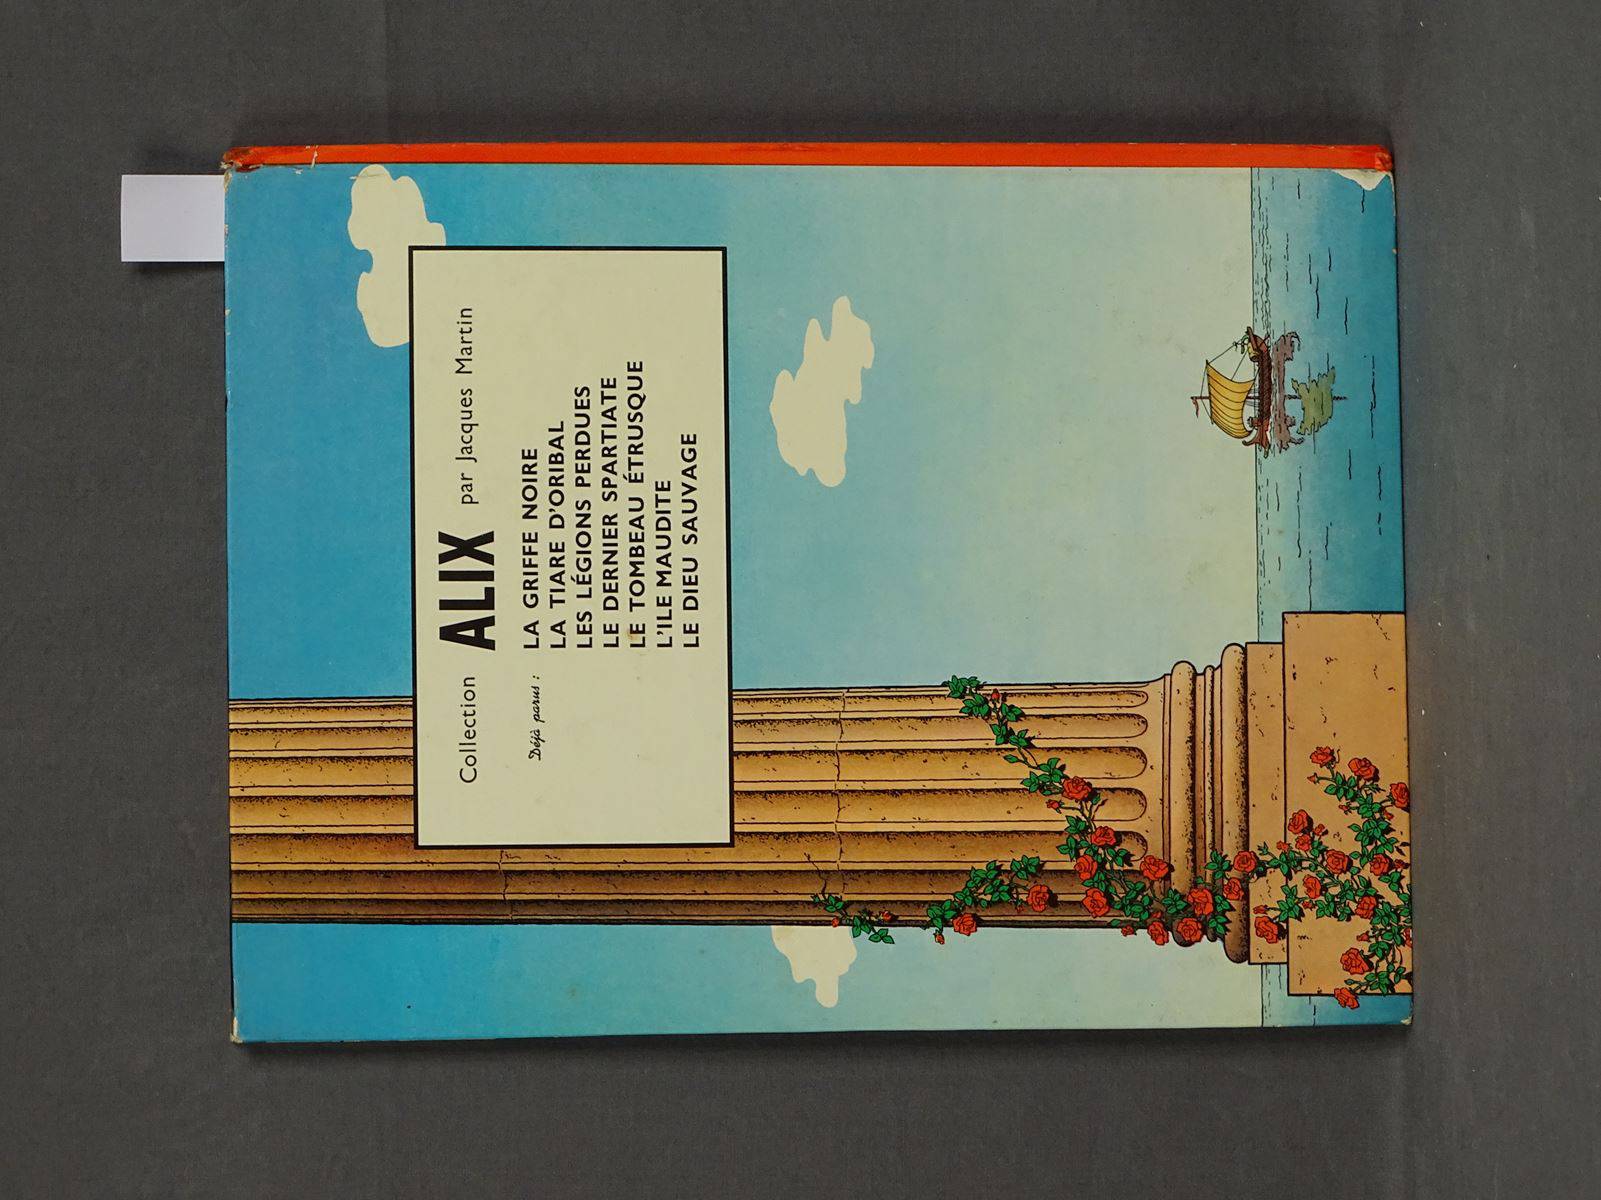 Collection ALIX par Jacques Martin
Déjà parus : LA GRIFFE NOIRE
LA TIARE D'ORIBAL
LES LÉGIONS PERDUES
LE DERNIER SPARTIATE
LE TOMBEAU ÉTRUSQUE
L'ILE MAUDITE
LE DIEU SAUVAGE